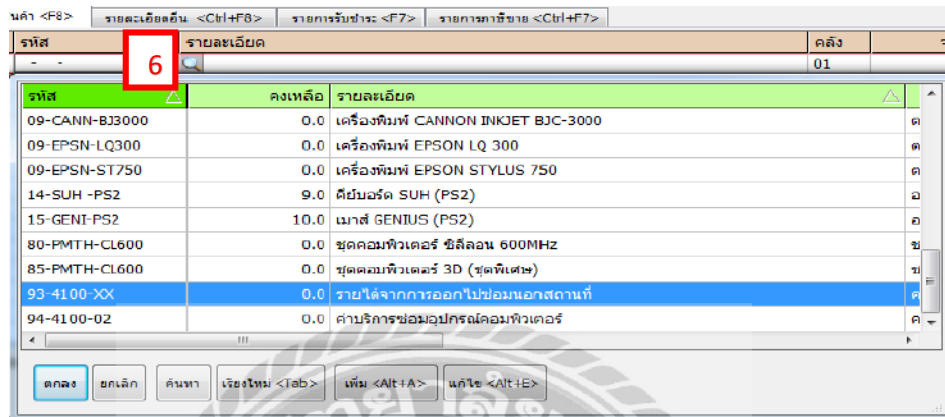 นค้า <F8> รายละเอียดอื่น <Ctrl+F8> รายการรับชำระ <F7> รายการภาษีขาย <Ctrl+F7>
รหัส รายละเอียด คลัง
- - 6 01
รหัส คงเหลือ รายละเอียด
09-CANN-BJ3000 0.0 เครื่องพิมพ์ CANNON INKJET BJC-3000 ต
09-EPSN-LQ300 0.0 เครื่องพิมพ์ EPSON LQ 300 ต
09-EPSN-ST750 0.0 เครื่องพิมพ์ EPSON STYLUS 750 ต
14-SUH -PS2 9.0 คีย์บอร์ด SUH (PS2) อ
15-GENI-PS2 10.0 เมาส์ GENIUS (PS2) อ
80-PMTH-CL600 0.0 ชุดคอมพิวเตอร์ ซีลีลอน 600MHz ช
85-PMTH-CL600 0.0 ชุดคอมพิวเตอร์ 3D (ชุดพิเศษ) ช
93-4100-XX 0.0 รายได้จากการออกไปซ่อมนอกสถานที่ ค
94-4100-02 0.0 ค่าบริการซ่อมอุปกรณ์คอมพิวเตอร์ ค
ตกลง ยกเลิก ค้นหา เรียงใหม่ <Tab> เพิ่ม <Alt+A> แก้ไข <Alt+E>